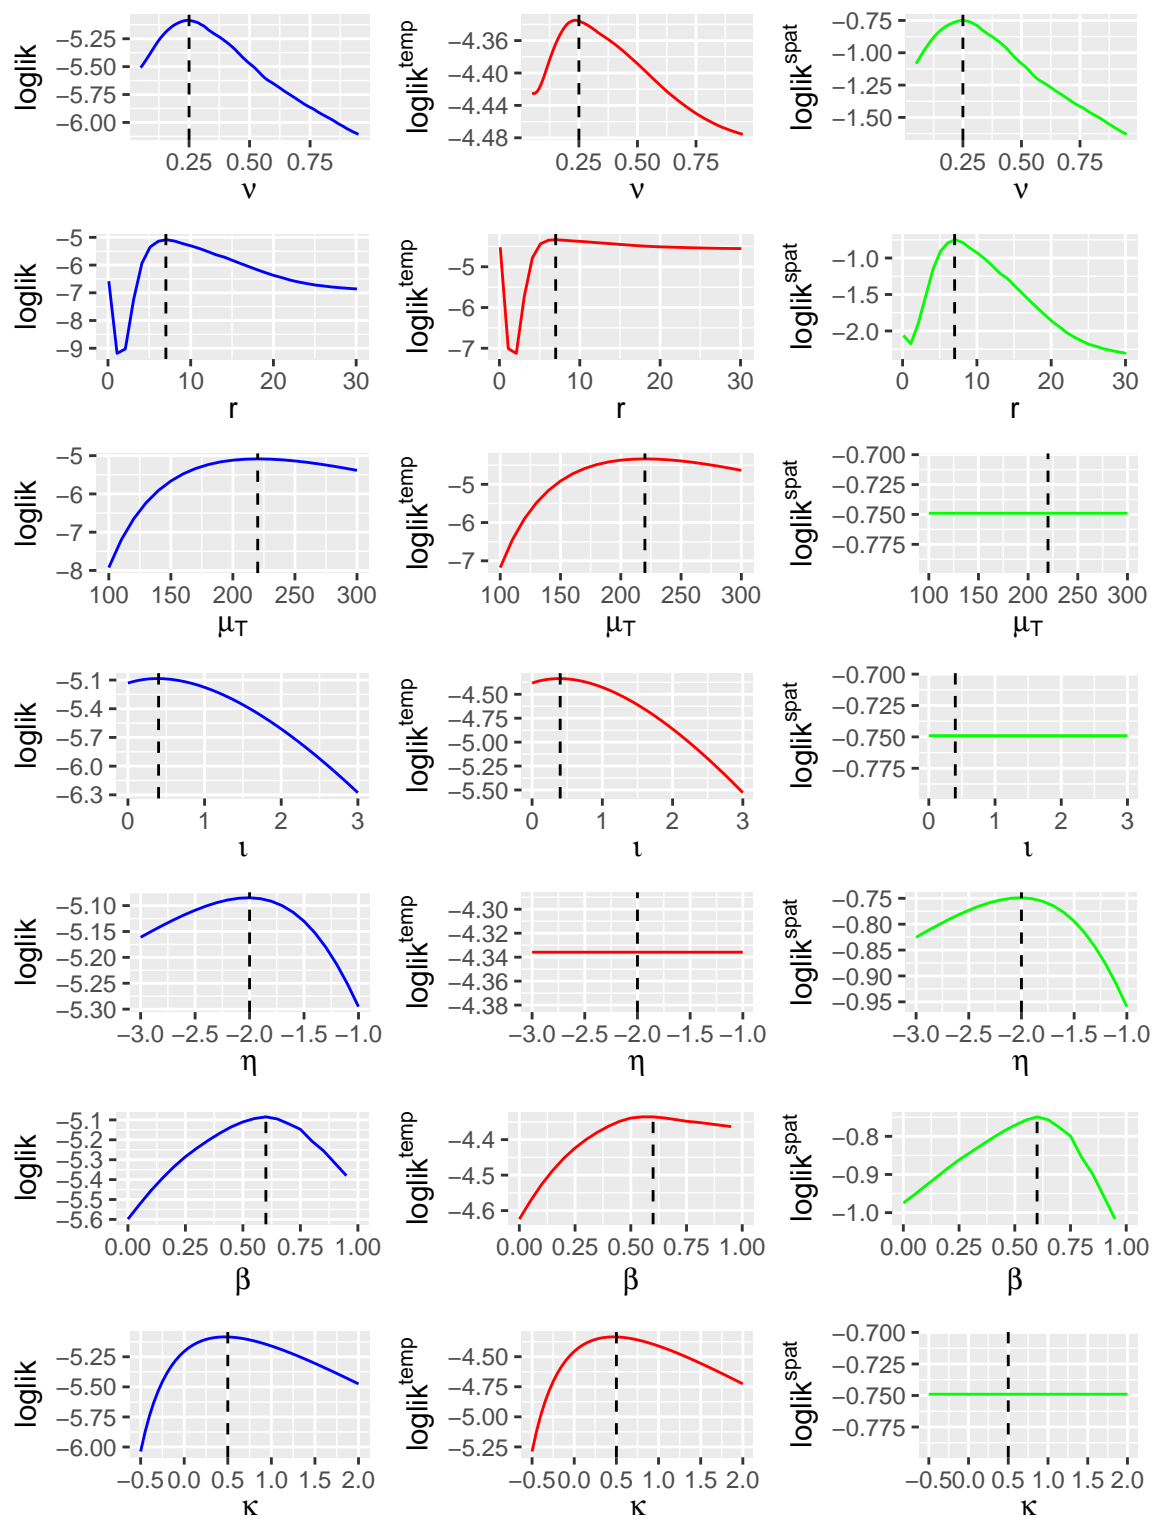 loglik
−5.25
−5.50
−5.75
−6.00
0.25 0.50 0.75
ν
loglik^temp
−4.36
−4.40
−4.44
−4.48
0.25 0.50 0.75
ν
loglik^spat
−0.75
−1.00
−1.25
−1.50
0.25 0.50 0.75
ν
loglik
−5
−6
−7
−8
−9
0 10 20 30
r
loglik^temp
−5
−6
−7
0 10 20 30
r
loglik^spat
−1.0
−1.5
−2.0
0 10 20 30
r
loglik
−5
−6
−7
−8
100 150 200 250 300
μ_T
loglik^temp
−5
−6
−7
100 150 200 250 300
μ_T
loglik^spat
−0.700
−0.725
−0.750
−0.775
100 150 200 250 300
μ_T
loglik
−5.1
−5.4
−5.7
−6.0
−6.3
0 1 2 3
ι
loglik^temp
−4.50
−4.75
−5.00
−5.25
−5.50
0 1 2 3
ι
loglik^spat
−0.700
−0.725
−0.750
−0.775
0 1 2 3
ι
loglik
−5.10
−5.15
−5.20
−5.25
−5.30
−3.0 −2.5 −2.0 −1.5 −1.0
η
loglik^temp
−4.30
−4.32
−4.34
−4.36
−4.38
−3.0 −2.5 −2.0 −1.5 −1.0
η
loglik^spat
−0.75
−0.80
−0.85
−0.90
−0.95
−3.0 −2.5 −2.0 −1.5 −1.0
η
loglik
−5.1
−5.2
−5.3
−5.4
−5.5
−5.6
0.00 0.25 0.50 0.75 1.00
β
loglik^temp
−4.4
−4.5
−4.6
0.00 0.25 0.50 0.75 1.00
β
loglik^spat
−0.8
−0.9
−1.0
0.00 0.25 0.50 0.75 1.00
β
loglik
−5.25
−5.50
−5.75
−6.00
−0.5 0.0 0.5 1.0 1.5 2.0
κ
loglik^temp
−4.50
−4.75
−5.00
−5.25
−0.5 0.0 0.5 1.0 1.5 2.0
κ
loglik^spat
−0.700
−0.725
−0.750
−0.775
−0.5 0.0 0.5 1.0 1.5 2.0
κ